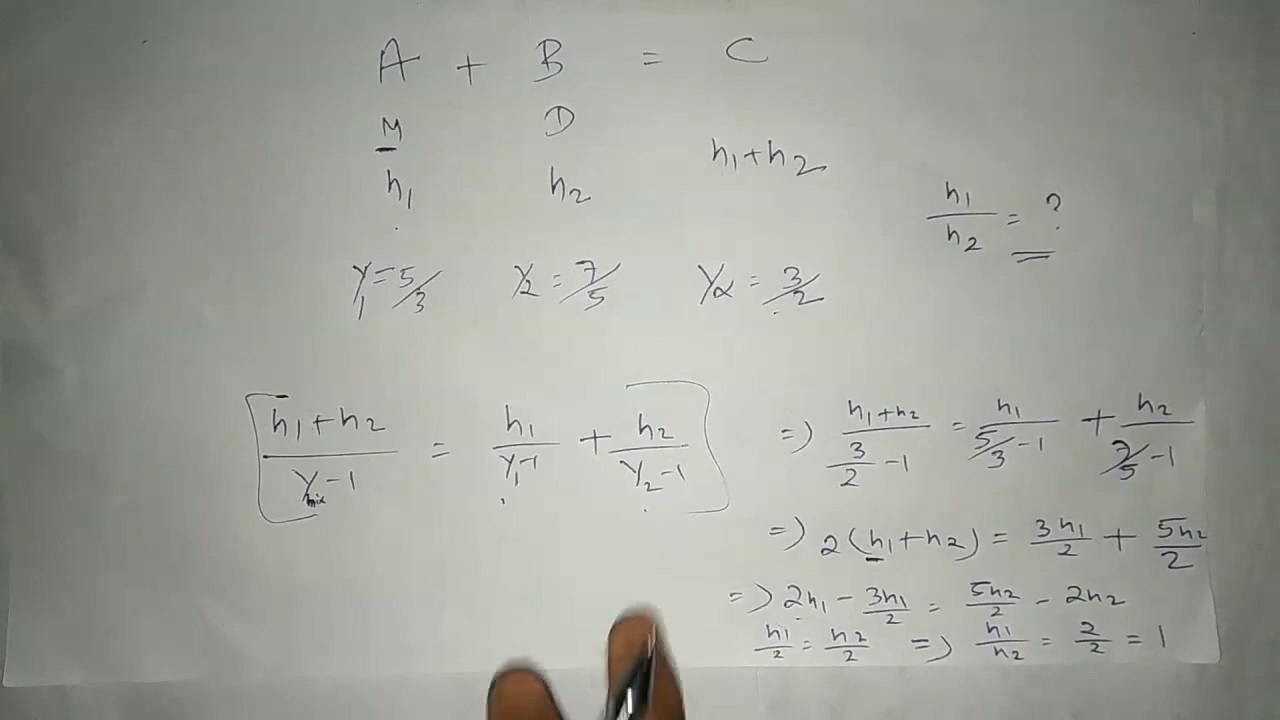 A + B = C
M D
n₁ n₂ n₁+n₂
n₁/n₂ = ?
γ₁ = 5/3 γ₂ = 7/5 γα = 3/2
(n₁+n₂)/(γmix-1) = n₁/(γ₁-1) + n₂/(γ₂-1)
=> (n₁+n₂)/(3/2-1) = n₁/(5/3-1) + n₂/(7/5-1)
=> 2(n₁+n₂) = 3n₁/2 + 5n₂/2
=> 2n₁ - 3n₁/2 = 5n₂/2 - 2n₂
n₁/2 = n₂/2 => n₁/n₂ = 2/2 = 1